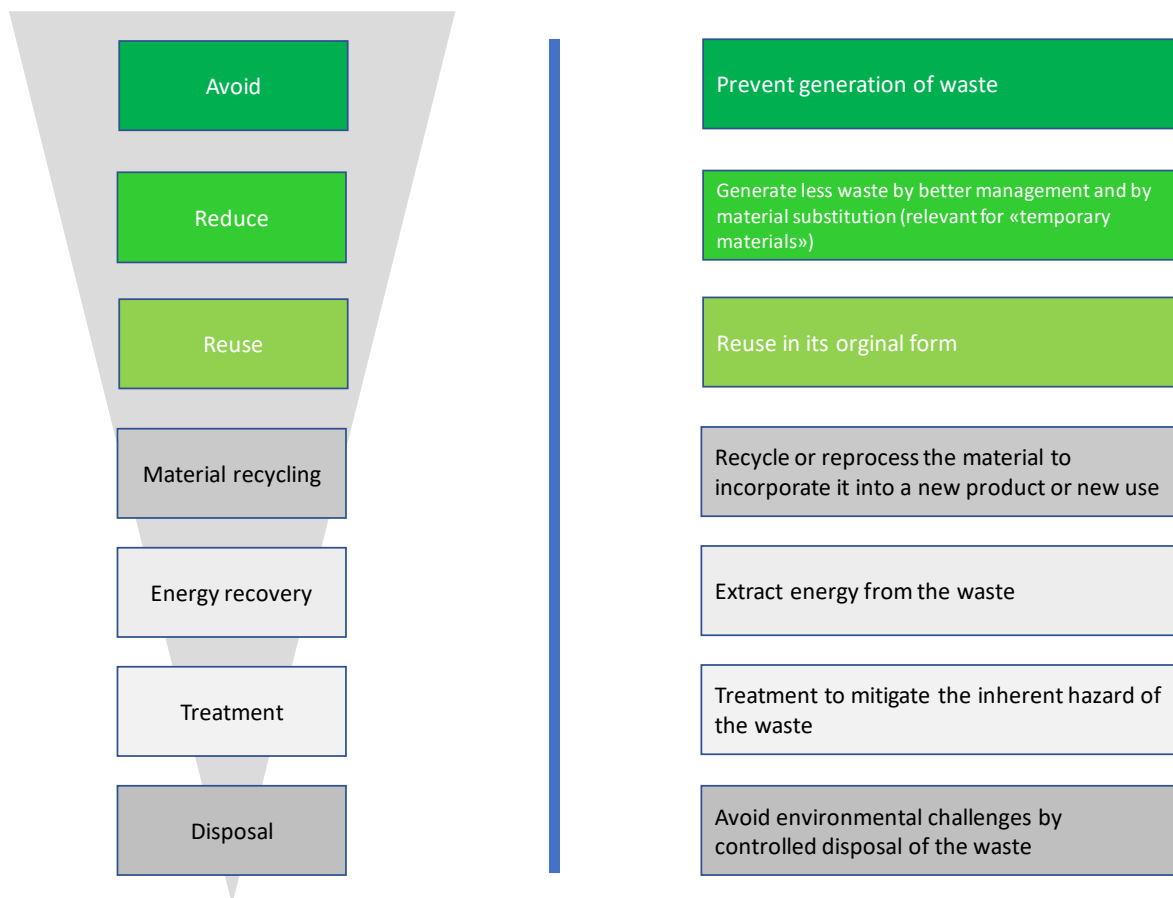 Avoid
Prevent generation of waste
Reduce
Generate less waste by better management and by
material substitution (relevant for «temporary
materials»)
Reuse
Reuse in its orginal form
Material recycling
Recycle or reprocess the material to
incorporate it into a new product or new use
Energy recovery
Extract energy from the waste
Treatment
Treatment to mitigate the inherent hazard of
the waste
Disposal
Avoid environmental challenges by
controlled disposal of the waste